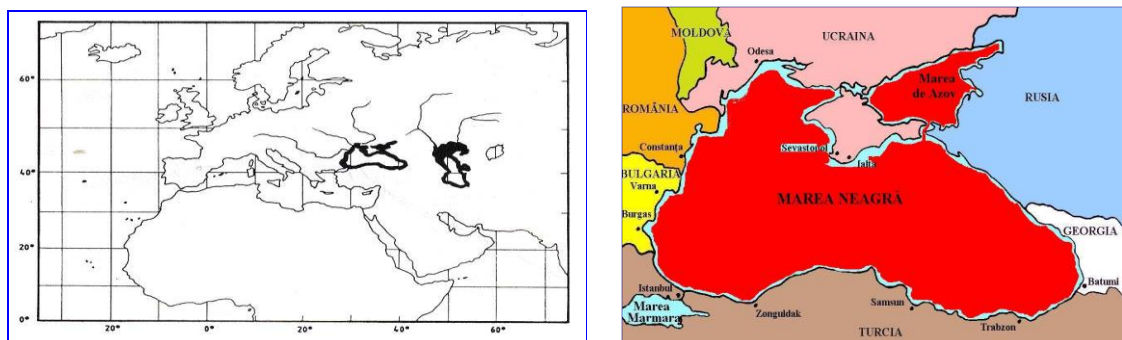 60°
40°
20°
0°
20°
0°
20°
40°
60°
MOLDOVA
UCRAINA
Odesa
Marea
de Azov
RUSIA
ROMÂNIA
Constanţa
Sevastopol
Ialta
BULGARIA
Varna
MAREA NEAGRĂ
Burgas
GEORGIA
Batumi
Istanbul
Marea
Marmara
Zonguldak
Samsun
Trabzon
TURCIA